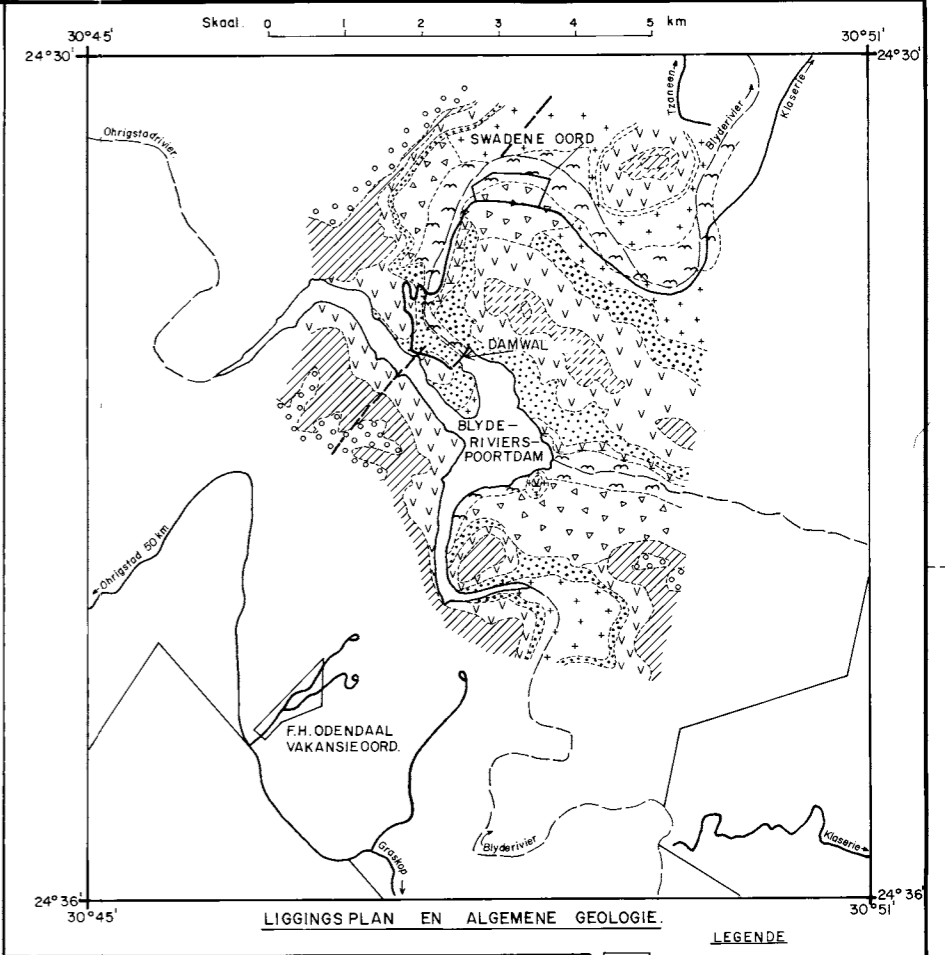 Skaal. 0 1 2 3 4 5 km
30°45' 30°51'
24°30' 24°30'
Tzaneen
Blyderivier
Klaserie
Ohrigstadrivier
SWADENE OORD
DAMWAL
BLYDE-
RIVIERS-
POORTDAM
Ohrigstad 50 km
F.H. ODENDAAL
VAKANSIEOORD.
Graskop
Blyderivier
Klaserie
24°36' 24°36'
30°45' 30°51'
LIGGINGSPLAN EN ALGEMENE GEOLOGIE.
LEGENDE